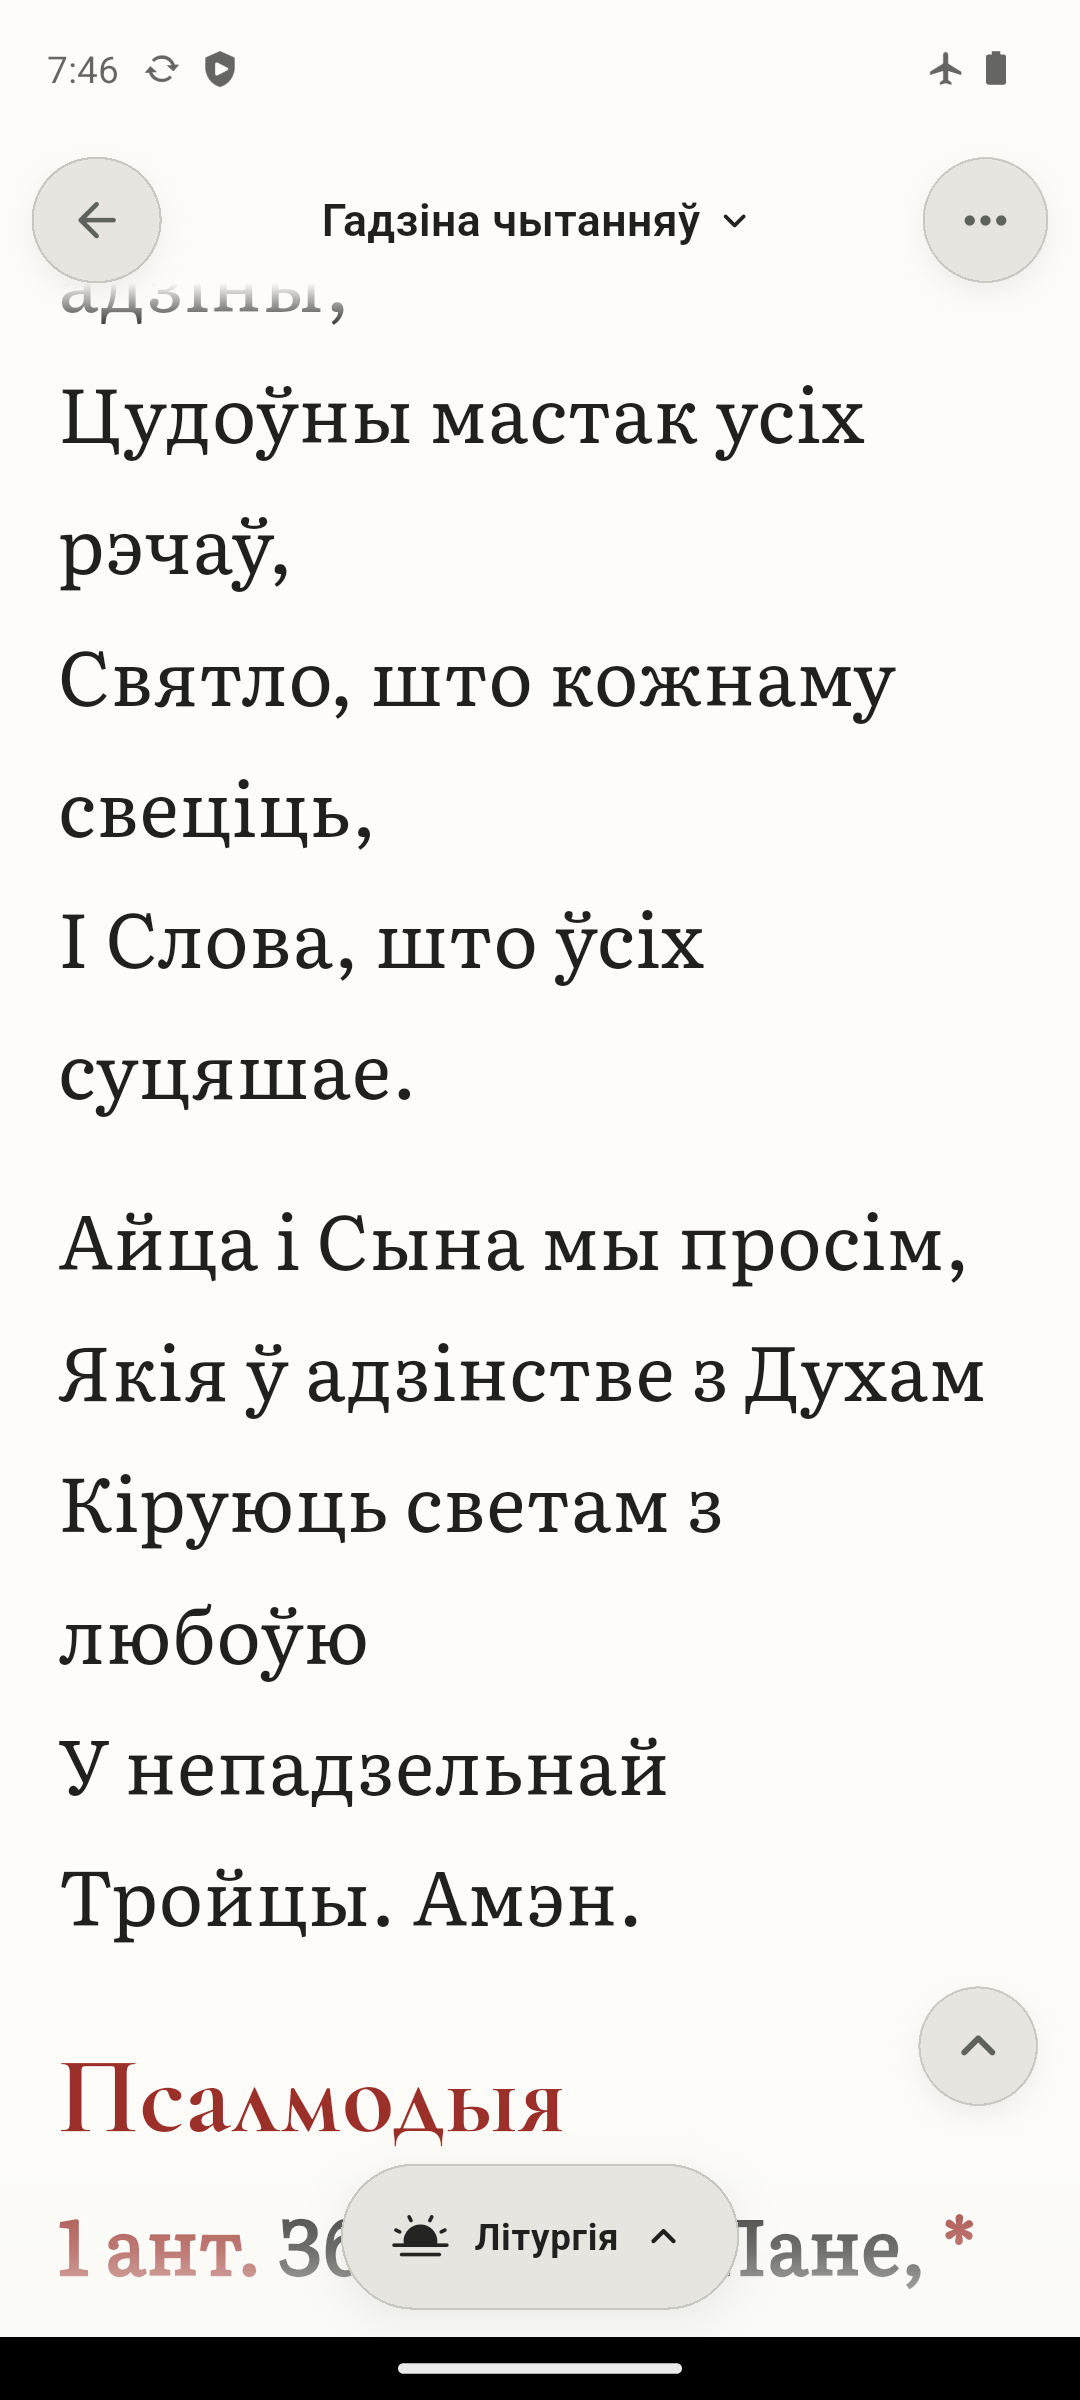 7:46
Гадзіна чытанняў
адзіны,
Цудоўны мастак усіх
рэчаў,
Святло, што кожнаму
свеціць,
І Слова, што ўсіх
суцяшае.
Айца і Сына мы просім,
Якія ў адзінстве з Духам
Кіруюць светам з
любоўю
У непадзельнай
Тройцы. Амэн.
Псалмодыя
1 ант. *
Літургія